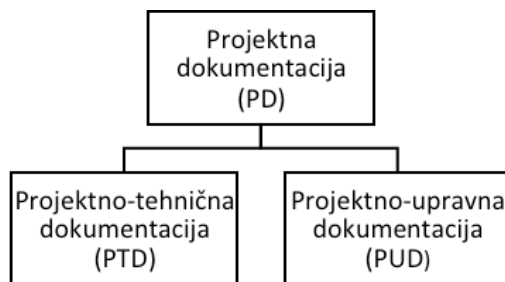 Projektna
dokumentacija
(PD)
Projektno-tehnična
dokumentacija
(PTD)
Projektno-upravna
dokumentacija
(PUD)